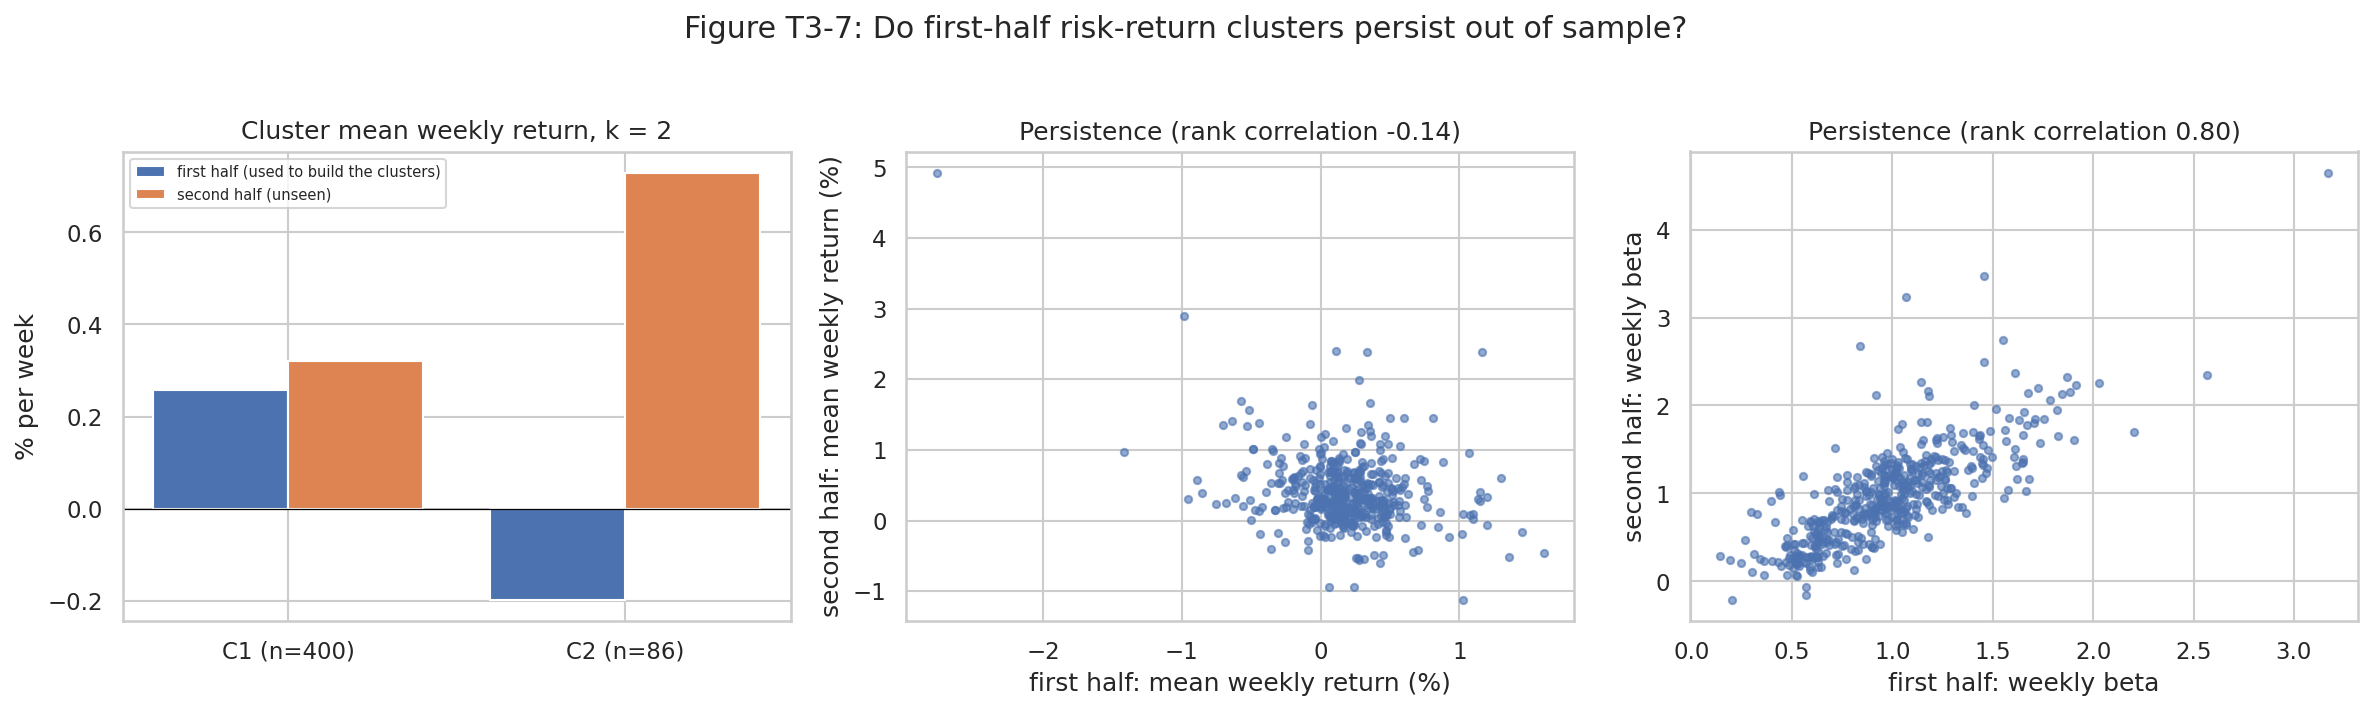 Figure T3-7: Do first-half risk-return clusters persist out of sample?
Cluster mean weekly return, k = 2
first half (used to build the clusters)
second half (unseen)
% per week
0.6
0.4
0.2
0.0
−0.2
C1 (n=400)
C2 (n=86)
Persistence (rank correlation -0.14)
second half: mean weekly return (%)
5
4
3
2
1
0
−1
−2
−1
0
1
first half: mean weekly return (%)
Persistence (rank correlation 0.80)
second half: weekly beta
4
3
2
1
0
0.0
0.5
1.0
1.5
2.0
2.5
3.0
first half: weekly beta